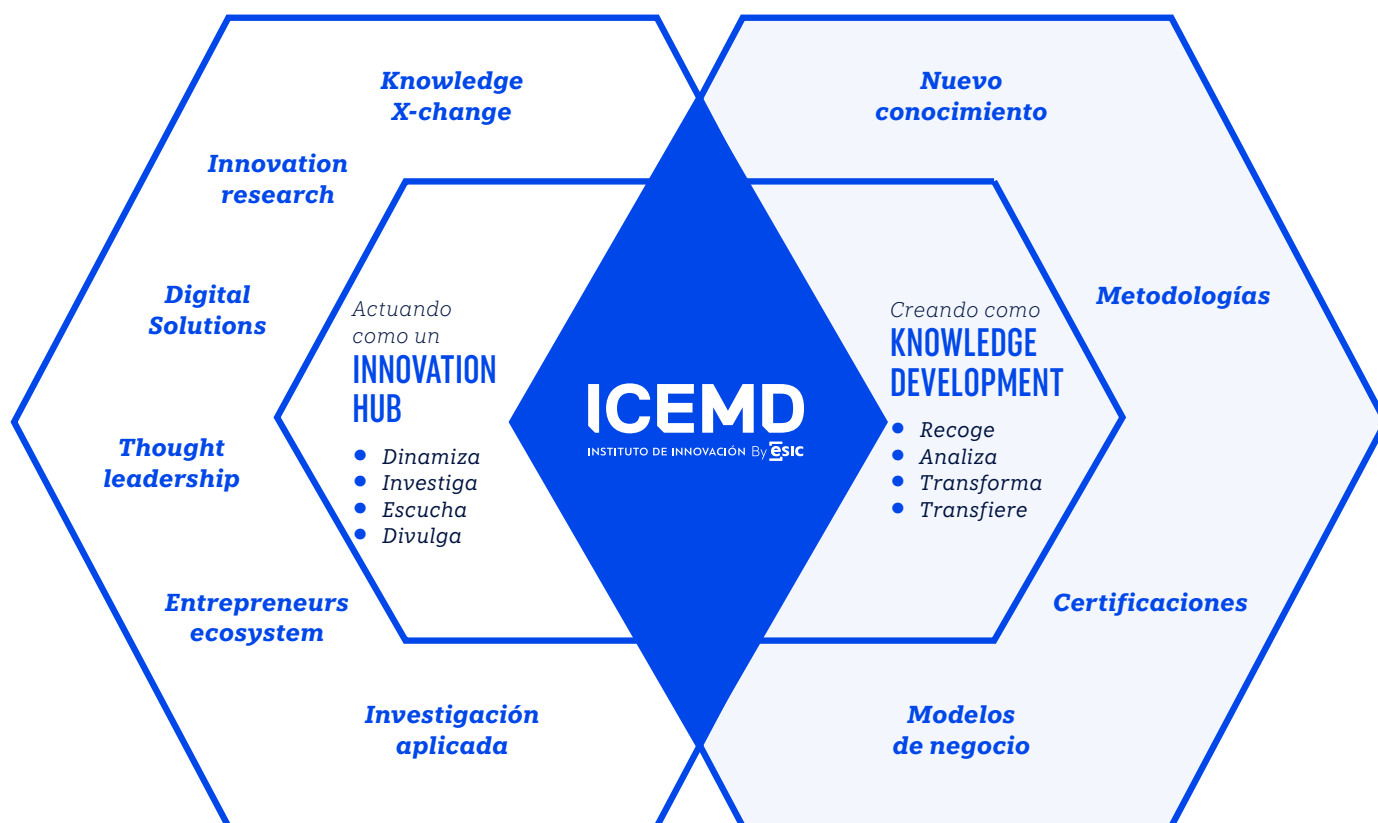 Knowledge
X-change
Innovation
research
Digital
Solutions
Thought
leadership
Entrepreneurs
ecosystem
Investigación
aplicada
Actuando
como un
INNOVATION
HUB
• Dinamiza
• Investiga
• Escucha
• Divulga
ICEMD
INSTITUTO DE INNOVACIÓN By ESIC
Creando como
KNOWLEDGE
DEVELOPMENT
• Recoge
• Analiza
• Transforma
• Transfiere
Nuevo
conocimiento
Metodologías
Certificaciones
Modelos
de negocio